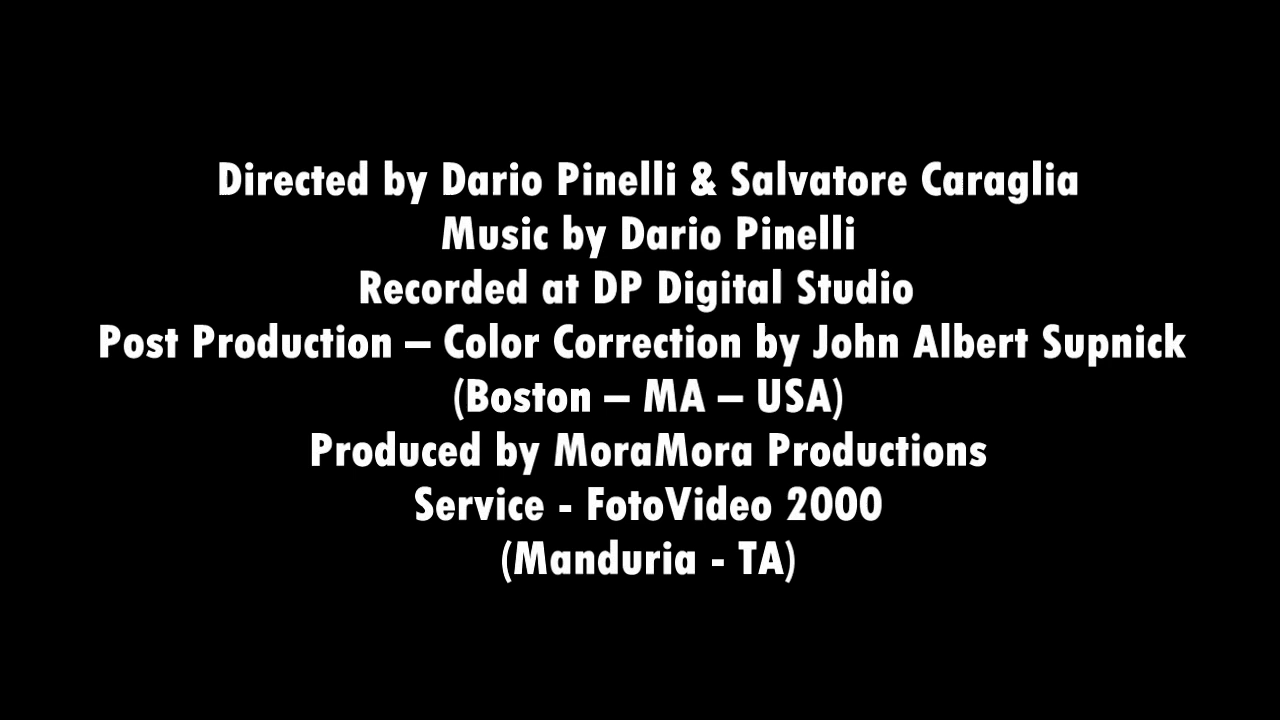 Directed by Dario Pinelli & Salvatore Caraglia
Music by Dario Pinelli
Recorded at DP Digital Studio
Post Production – Color Correction by John Albert Supnick
(Boston – MA – USA)
Produced by MoraMora Productions
Service - FotoVideo 2000
(Manduria - TA)